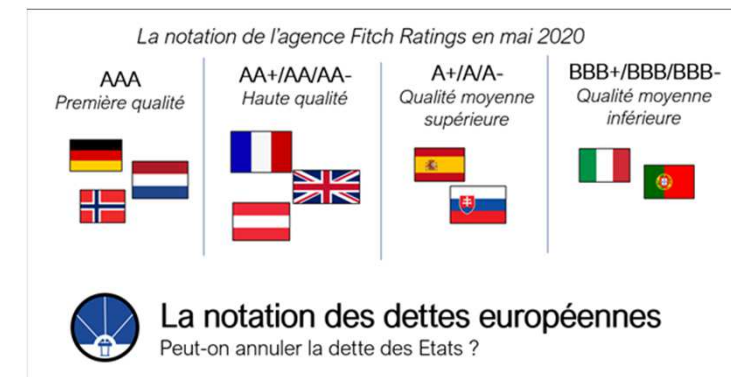 La notation de l'agence Fitch Ratings en mai 2020
AAA
Première qualité
AA+/AA/AA-
Haute qualité
A+/A/A-
Qualité moyenne
supérieure
BBB+/BBB/BBB-
Qualité moyenne
inférieure
La notation des dettes européennes
Peut-on annuler la dette des Etats ?